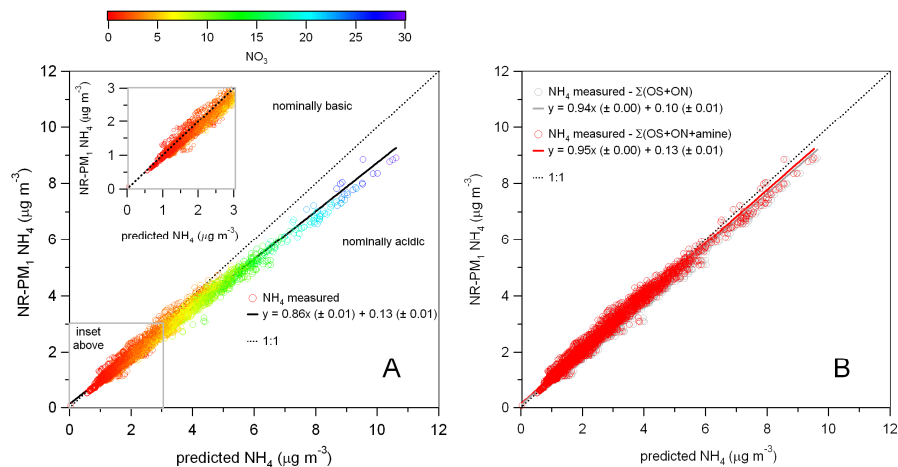 0 5 10 15 20 25 30
NO3
12
10
8
6
4
2
0
NR-PM1 NH4 (μg m-3)
3
2
1
0
NR-PM1 NH4 (μg m-3)
0 1 2 3
predicted NH4 (μg m-3)
nominally basic
nominally acidic
NH4 measured
y = 0.86x (± 0.01) + 0.13 (± 0.01)
1:1
inset
above
A
0 2 4 6 8 10 12
predicted NH4 (μg m-3)
12
10
8
6
4
2
0
NR-PM1 NH4 (μg m-3)
NH4 measured - Σ(OS+ON)
y = 0.94x (± 0.00) + 0.10 (± 0.01)
NH4 measured - Σ(OS+ON+amine)
y = 0.95x (± 0.00) + 0.13 (± 0.01)
1:1
B
0 2 4 6 8 10 12
predicted NH4 (μg m-3)